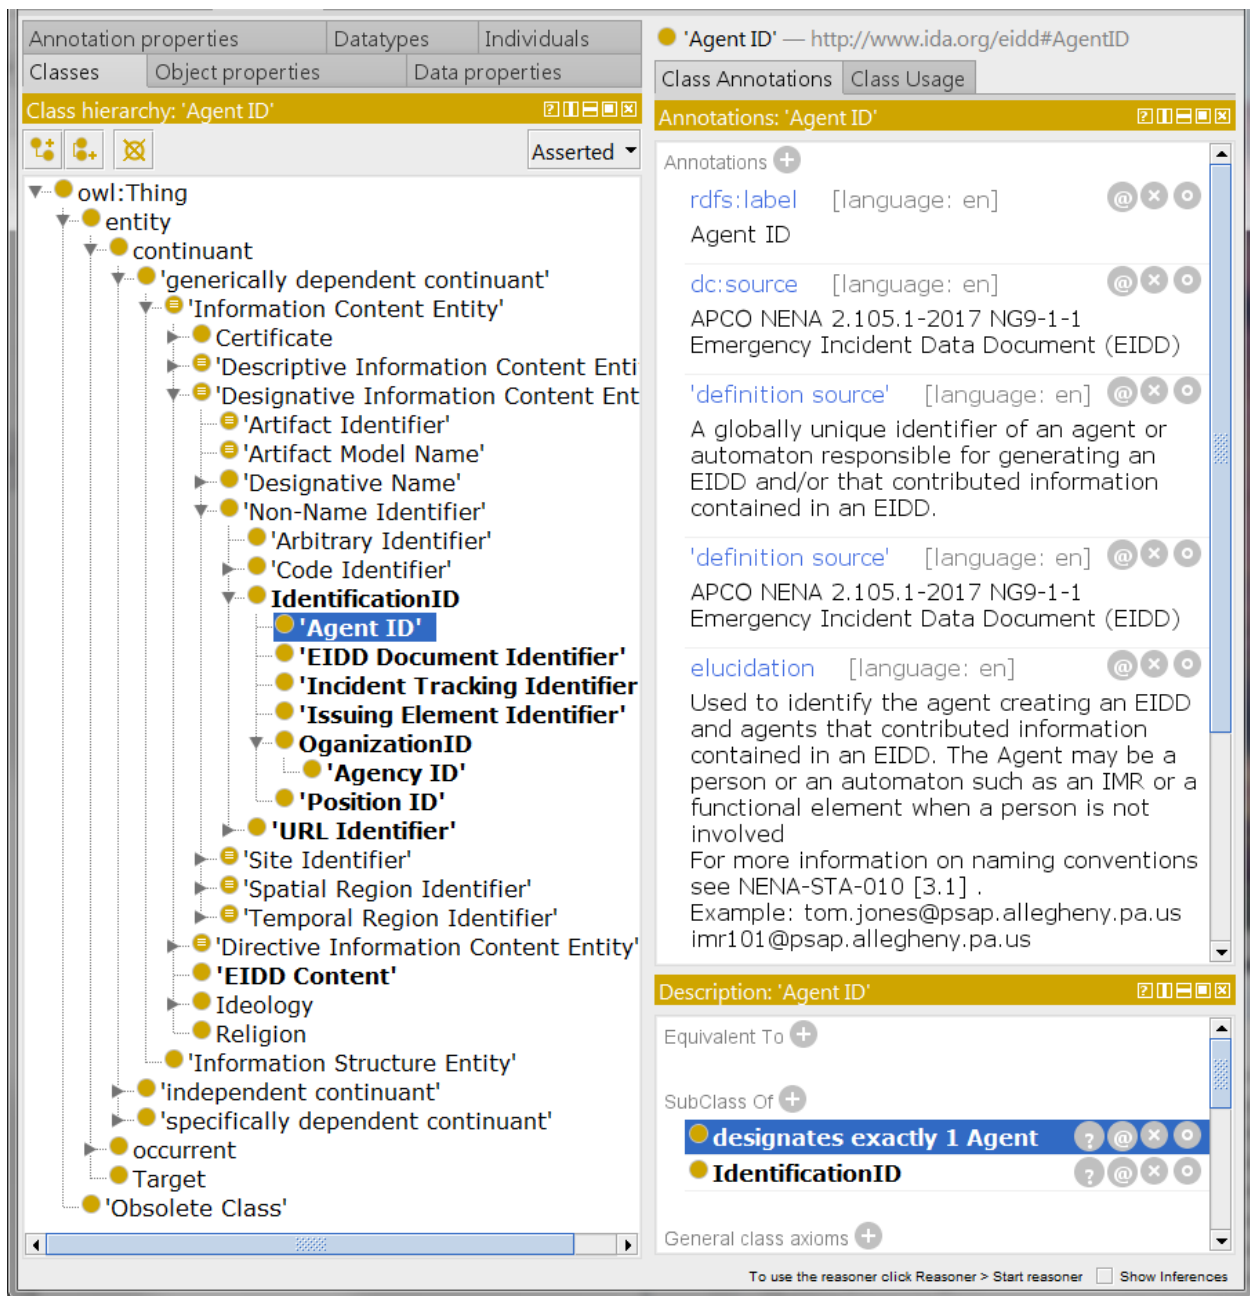 Annotation properties
Datatypes
Individuals
Classes
Object properties
Data properties
Class hierarchy: 'Agent ID'
Asserted
owl:Thing
entity
continuant
'generically dependent continuant'
'Information Content Entity'
Certificate
'Descriptive Information Content Enti
'Designative Information Content Ent
'Artifact Identifier'
'Artifact Model Name'
'Designative Name'
'Non-Name Identifier'
'Arbitrary Identifier'
'Code Identifier'
IdentificationID
'Agent ID'
'EIDD Document Identifier'
'Incident Tracking Identifier
'Issuing Element Identifier'
OganizationID
'Agency ID'
'Position ID'
'URL Identifier'
'Site Identifier'
'Spatial Region Identifier'
'Temporal Region Identifier'
'Directive Information Content Entity'
'EIDD Content'
Ideology
Religion
'Information Structure Entity'
'independent continuant'
'specifically dependent continuant'
occurrent
Target
'Obsolete Class'
'Agent ID' — http://www.ida.org/eidd#AgentID
Class Annotations
Class Usage
Annotations: 'Agent ID'
Annotations
rdfs:label [language: en]
Agent ID
dc:source [language: en]
APCO NENA 2.105.1-2017 NG9-1-1
Emergency Incident Data Document (EIDD)
'definition source' [language: en]
A globally unique identifier of an agent or
automaton responsible for generating an
EIDD and/or that contributed information
contained in an EIDD.
'definition source' [language: en]
APCO NENA 2.105.1-2017 NG9-1-1
Emergency Incident Data Document (EIDD)
elucidation [language: en]
Used to identify the agent creating an EIDD
and agents that contributed information
contained in an EIDD. The Agent may be a
person or an automaton such as an IMR or a
functional element when a person is not
involved
For more information on naming conventions
see NENA-STA-010 [3.1] .
Example: tom.jones@psap.allegheny.pa.us
imr101@psap.allegheny.pa.us
Description: 'Agent ID'
Equivalent To
SubClass Of
designates exactly 1 Agent
IdentificationID
General class axioms
To use the reasoner click Reasoner > Start reasoner
Show Inferences